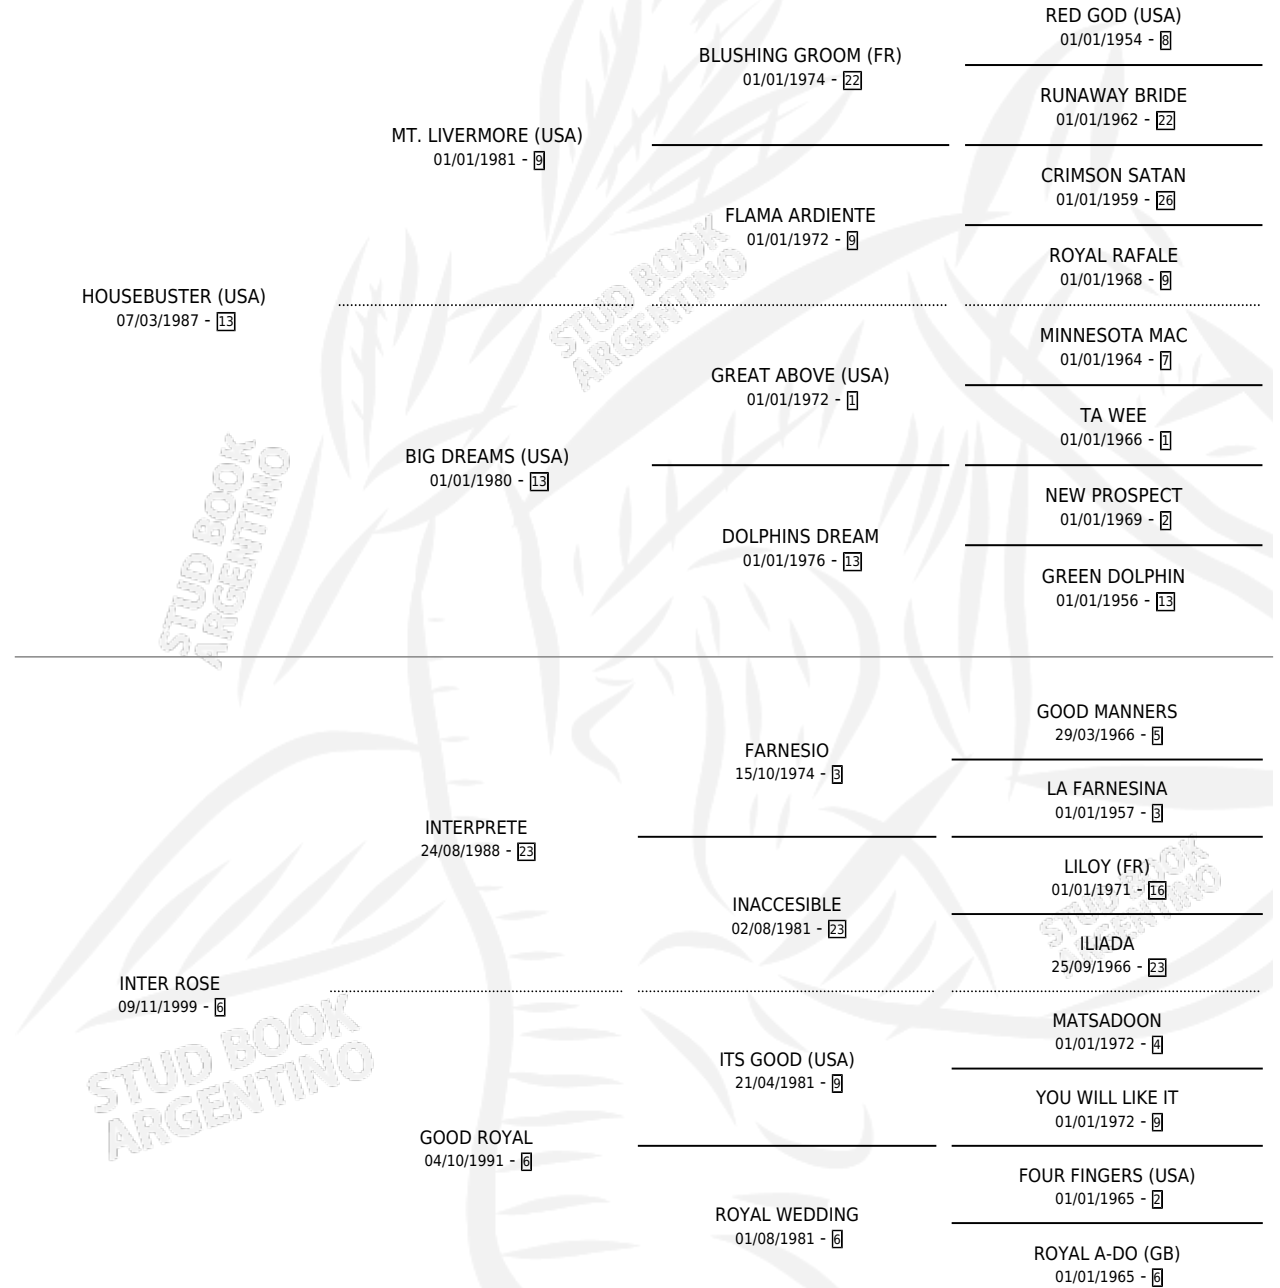 RED GOD (USA)
01/01/1954 - 8
BLUSHING GROOM (FR)
01/01/1974 - 22
RUNAWAY BRIDE
01/01/1962 - 22
MT. LIVERMORE (USA)
01/01/1981 - 9
CRIMSON SATAN
01/01/1959 - 26
FLAMA ARDIENTE
01/01/1972 - 9
ROYAL RAFALE
01/01/1968 - 9
HOUSEBUSTER (USA)
07/03/1987 - 13
MINNESOTA MAC
01/01/1964 - 7
GREAT ABOVE (USA)
01/01/1972 - 1
TA WEE
01/01/1966 - 1
BIG DREAMS (USA)
01/01/1980 - 13
NEW PROSPECT
01/01/1969 - 2
DOLPHINS DREAM
01/01/1976 - 13
GREEN DOLPHIN
01/01/1956 - 13
GOOD MANNERS
29/03/1966 - 5
FARNESIO
15/10/1974 - 3
LA FARNESINA
01/01/1957 - 3
INTERPRETE
24/08/1988 - 23
LILOY (FR)
01/01/1971 - 16
INACCESIBLE
02/08/1981 - 23
ILIADA
25/09/1966 - 23
INTER ROSE
09/11/1999 - 6
MATSADOON
01/01/1972 - 4
ITS GOOD (USA)
21/04/1981 - 9
YOU WILL LIKE IT
01/01/1972 - 9
GOOD ROYAL
04/10/1991 - 6
FOUR FINGERS (USA)
01/01/1965 - 2
ROYAL WEDDING
01/08/1981 - 6
ROYAL A-DO (GB)
01/01/1965 - 6
STUD BOOK
ARGENTINO
STUD BOOK
ARGENTINO
STUD BOOK
ARGENTINO
STUD BOOK
ARGENTINO